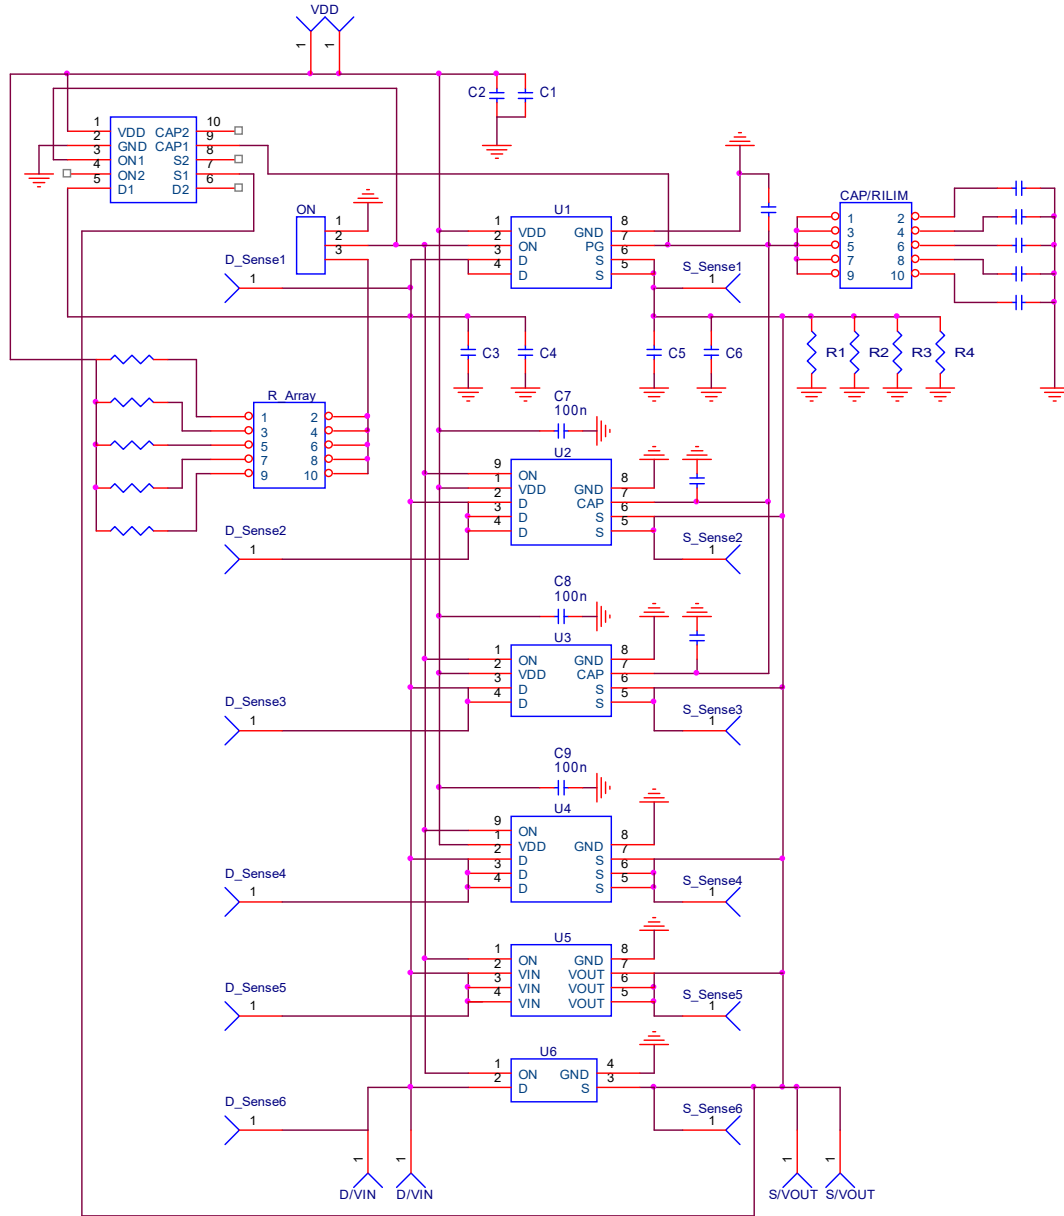 VDD
1 1
C2 C1
1 VDD CAP2 10
2 GND CAP1 9
3 ON1 S2 8
4 ON2 S1 7
5 D1 D2 6
ON
1
2
3
U1
1 VDD GND 8
2 ON PG 7
3 D S 6
4 D S 5
CAP/RILIM
1 2
3 4
5 6
7 8
9 10
D_Sense1
1
S_Sense1
1
C3 C4 C5 C6
R1 R2 R3 R4
R_Array
1 2
3 4
5 6
7 8
9 10
C7
100n
U2
9 ON
1 VDD GND 8
2 D CAP 7
3 D S 6
4 D S 5
D_Sense2
1
S_Sense2
1
C8
100n
U3
1 ON GND 8
2 VDD CAP 7
3 D S 6
4 D S 5
D_Sense3
1
S_Sense3
1
C9
100n
U4
9 ON
1 VDD GND 8
2 D S 7
3 D S 6
4 D S 5
D_Sense4
1
S_Sense4
1
U5
1 ON GND 8
2 VIN VOUT 7
3 VIN VOUT 6
4 VIN VOUT 5
D_Sense5
1
S_Sense5
1
U6
1 ON GND 4
2 D S 3
D_Sense6
1
S_Sense6
1
1 1 1 1
D/VIN D/VIN S/VOUT S/VOUT